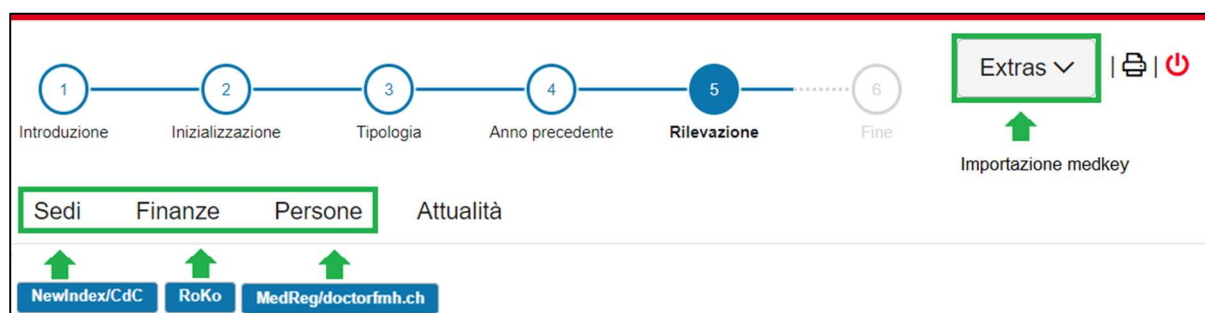 Extras
1 2 3 4 5 6
Introduzione Inizializzazione Tipologia Anno precedente Rilevazione Fine
Importazione medkey
Sedi Finanze Persone Attualità
NewIndex/CdC RoKo MedReg/doctorfmh.ch